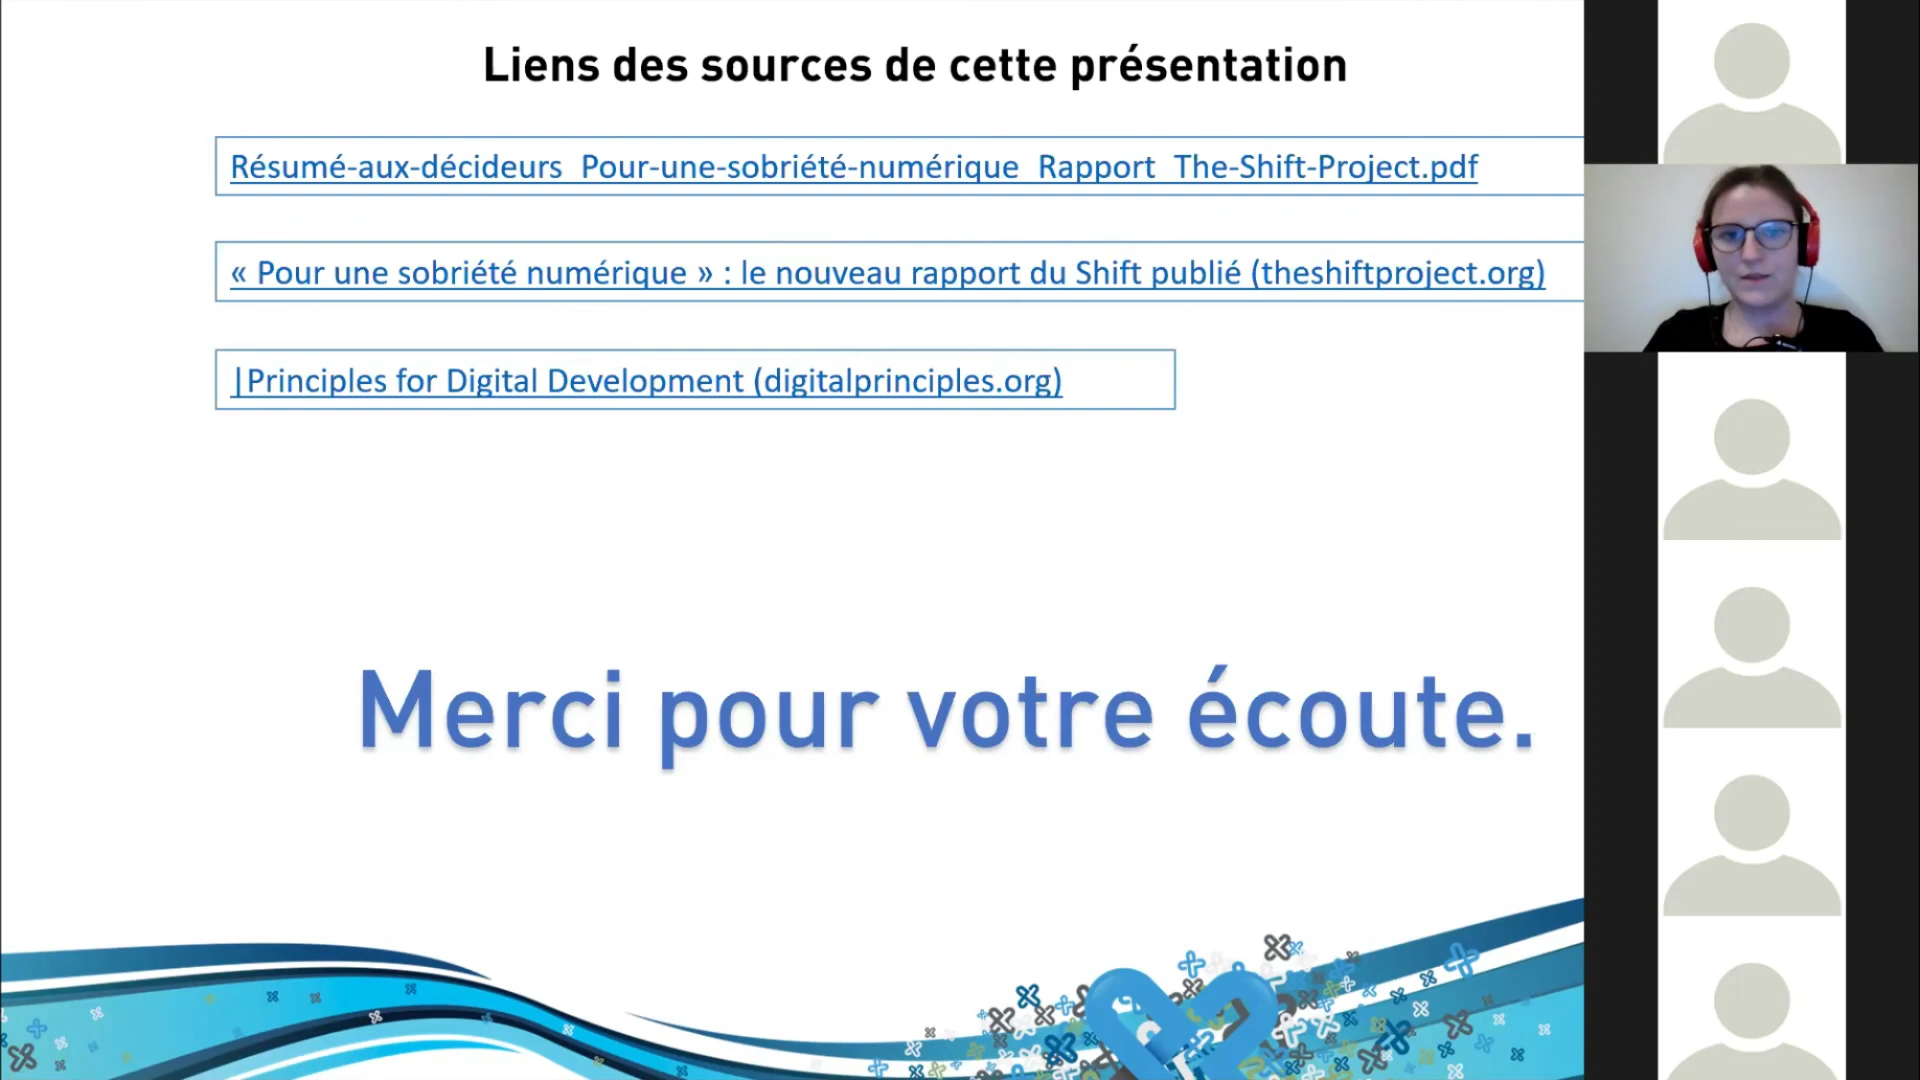 Liens des sources de cette présentation
Résumé-aux-décideurs_Pour-une-sobriété-numérique_Rapport_The-Shift-Project.pdf
« Pour une sobriété numérique » : le nouveau rapport du Shift publié (theshiftproject.org)
|Principles for Digital Development (digitalprinciples.org)
Merci pour votre écoute.